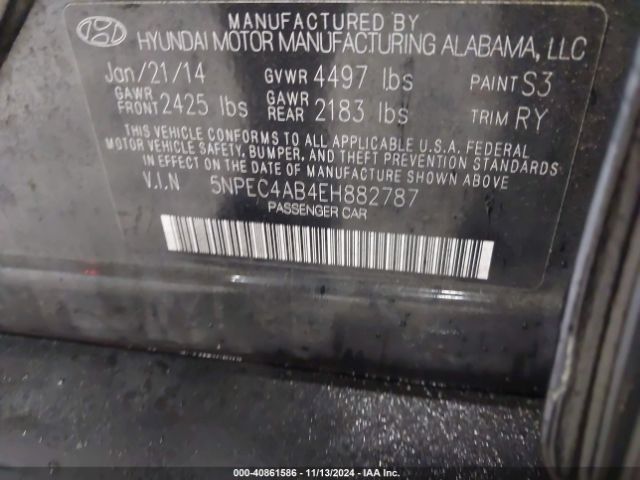 MANUFACTURED BY
HYUNDAI MOTOR MANUFACTURING ALABAMA, LLC
Jan/21/14 GVWR 4497 lbs PAINT S3
GAWR FRONT 2425 lbs GAWR REAR 2183 lbs TRIM RY
THIS VEHICLE CONFORMS TO ALL APPLICABLE U.S.A. FEDERAL
MOTOR VEHICLE SAFETY, BUMPER, AND THEFT PREVENTION STANDARDS
IN EFFECT ON THE DATE OF MANUFACTURE SHOWN ABOVE
V.I.N 5NPEC4AB4EH882787
PASSENGER CAR
000-40861586 - 11/13/2024 - IAA Inc.